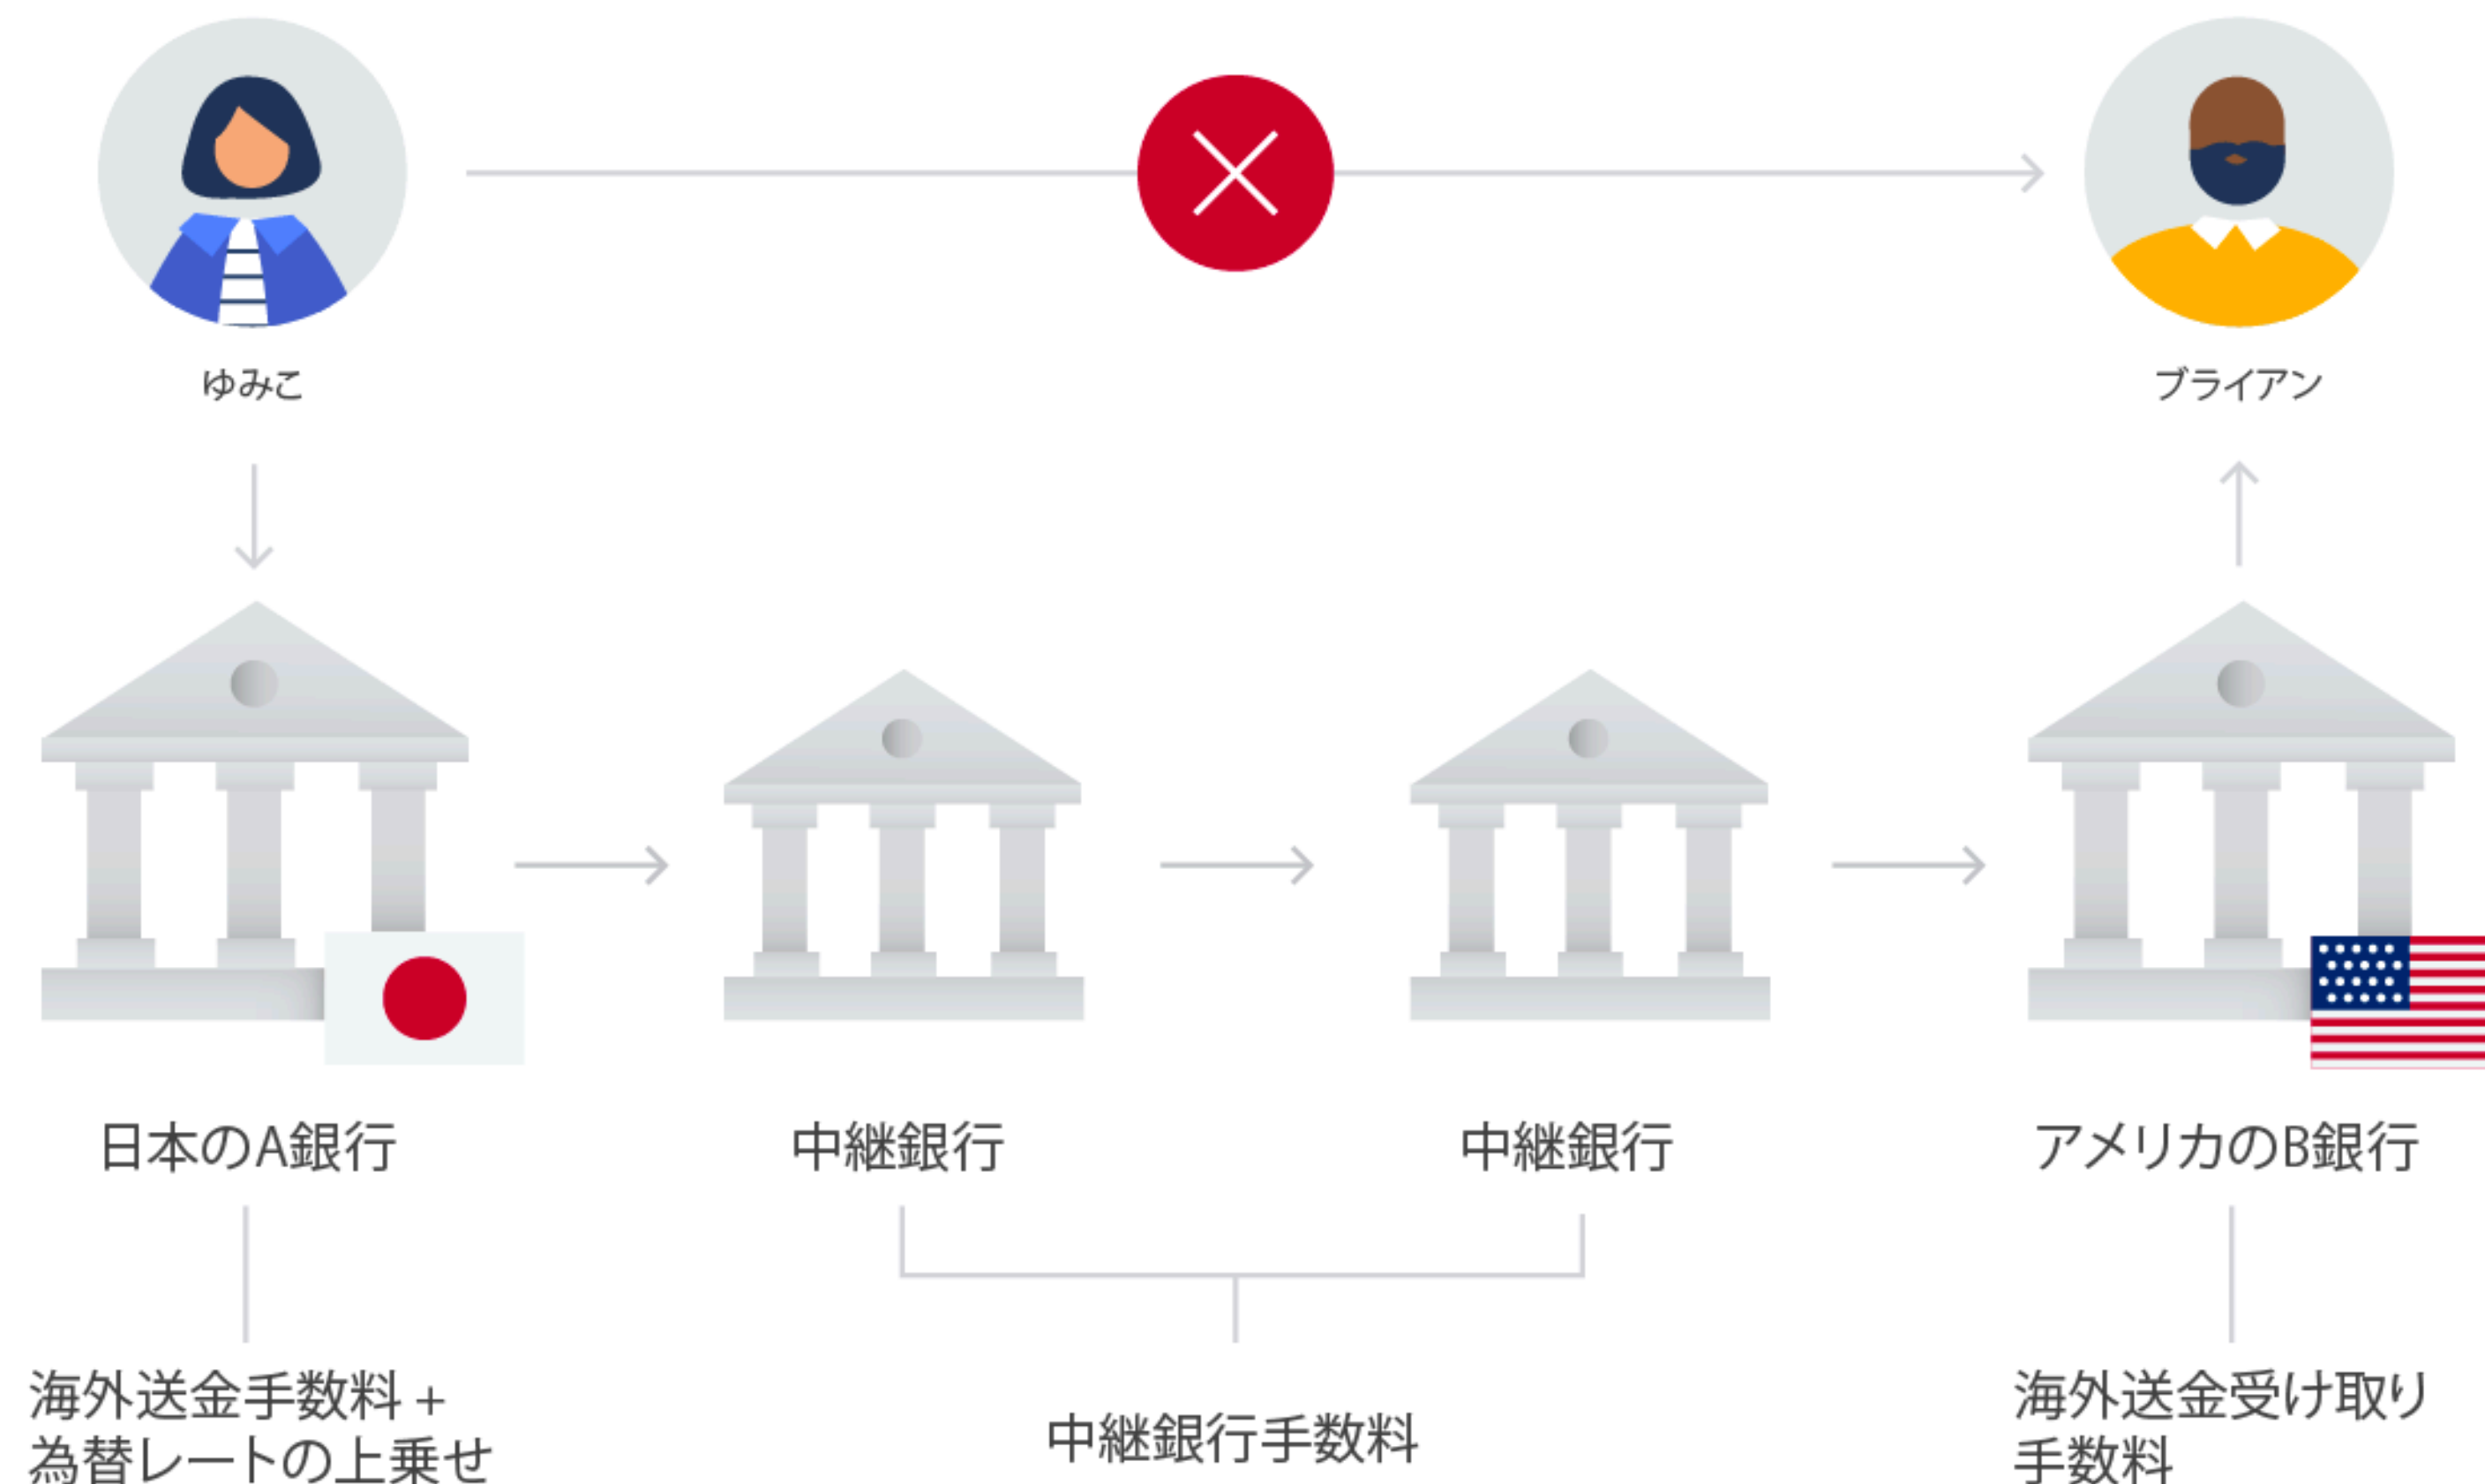 ゆみこ
ブライアン
日本のA銀行
中継銀行
中継銀行
アメリカのB銀行
海外送金手数料 +
為替レートの上乗せ
中継銀行手数料
海外送金受け取り
手数料